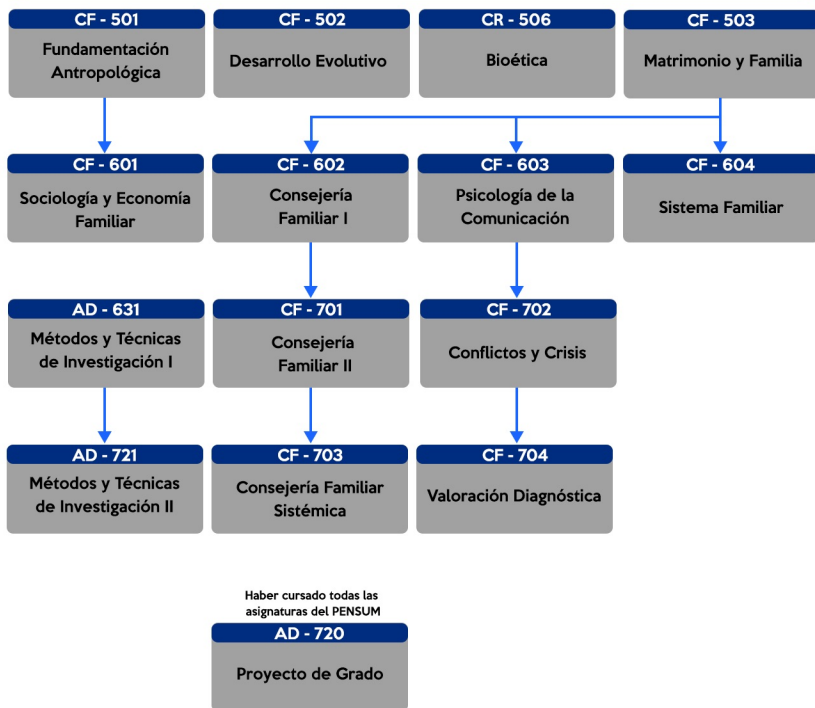 CF - 501
Fundamentación
Antropológica
CF - 502
Desarrollo Evolutivo
CR - 506
Bioética
CF - 503
Matrimonio y Familia
CF - 601
Sociología y Economía
Familiar
CF - 602
Consejería
Familiar I
CF - 603
Psicología de la
Comunicación
CF - 604
Sistema Familiar
AD - 631
Métodos y Técnicas
de Investigación I
CF - 701
Consejería
Familiar II
CF - 702
Conflictos y Crisis
AD - 721
Métodos y Técnicas
de Investigación II
CF - 703
Consejería Familiar
Sistémica
CF - 704
Valoración Diagnóstica
Haber cursado todas las
asignaturas del PENSUM
AD - 720
Proyecto de Grado